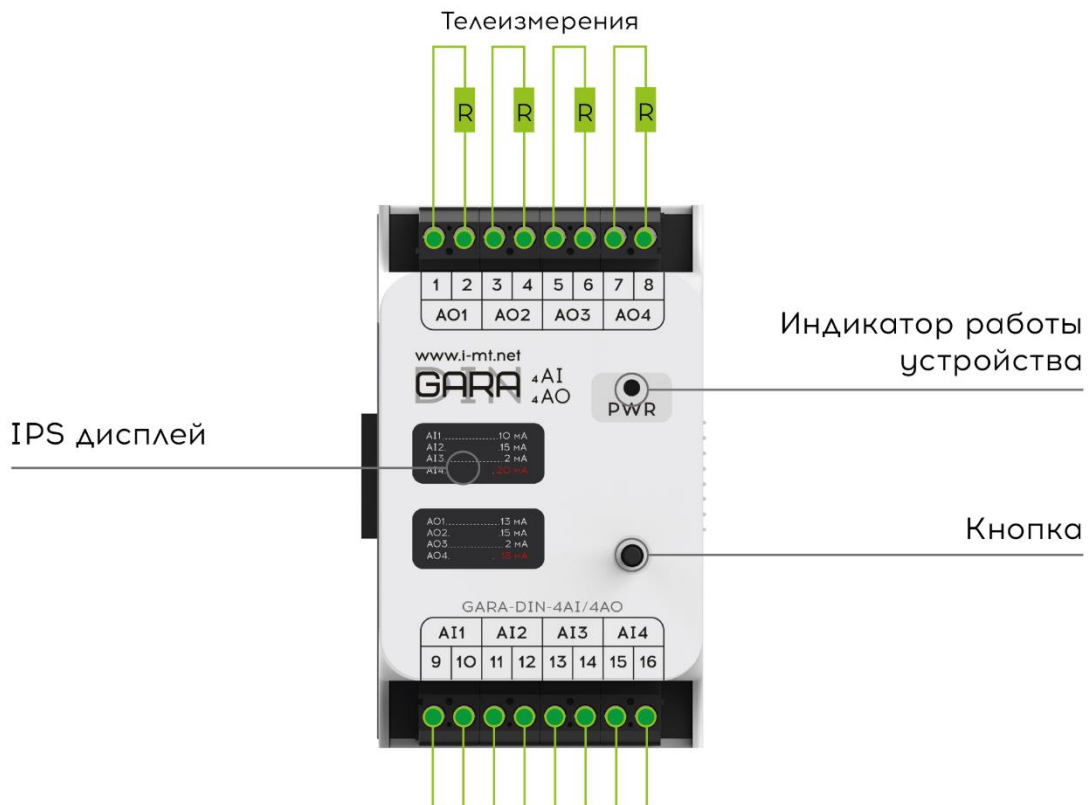 Телеизмерения
R R R R
1 2 3 4 5 6 7 8
AO1 AO2 AO3 AO4
www.i-mt.net
DIN
GARA 4AI
4AO
PWR
Индикатор работы
устройства
IPS дисплей
AI1 10 мА
AI2 15 мА
AI3 2 мА
AI4 20 мА
AO1 13 мА
AO2 15 мА
AO3 2 мА
AO4 мА
Кнопка
GARA-DIN-4AI/4AO
AI1 AI2 AI3 AI4
9 10 11 12 13 14 15 16